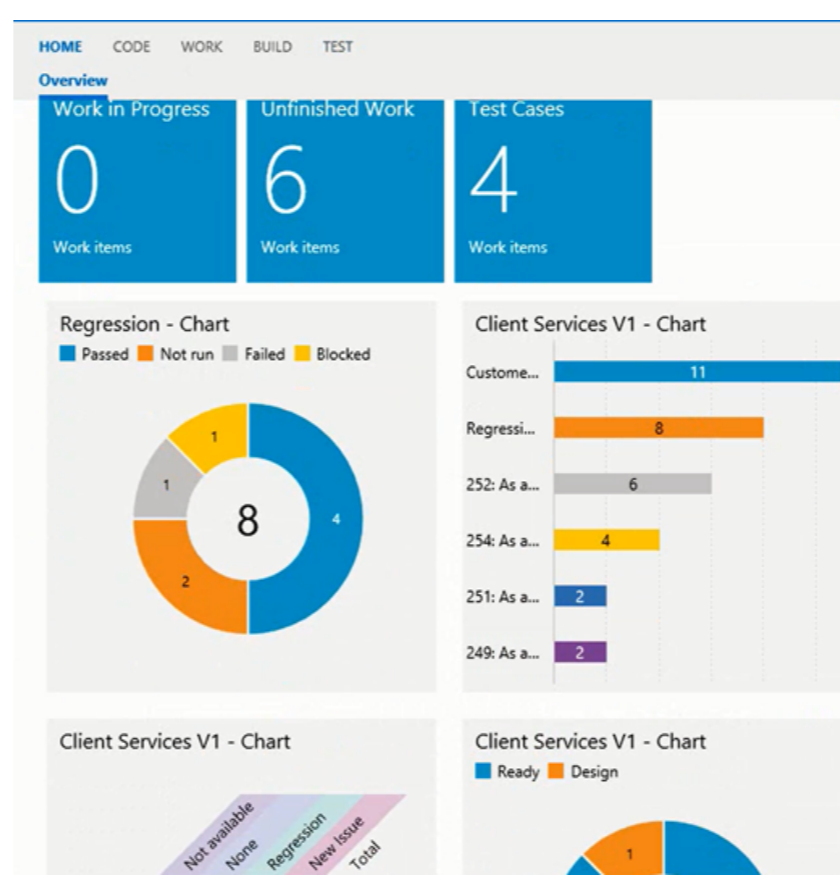 HOME CODE WORK BUILD TEST
Overview
Work in Progress
0
Work items
Unfinished Work
6
Work items
Test Cases
4
Work items
Regression - Chart
Passed Not run Failed Blocked
1
1
8
4
2
Client Services V1 - Chart
Custome... 11
Regressi... 8
252: As a... 6
254: As a... 4
251: As a... 2
249: As a... 2
Client Services V1 - Chart
Not available
None
Regression
New Issue
Total
Client Services V1 - Chart
Ready Design
1